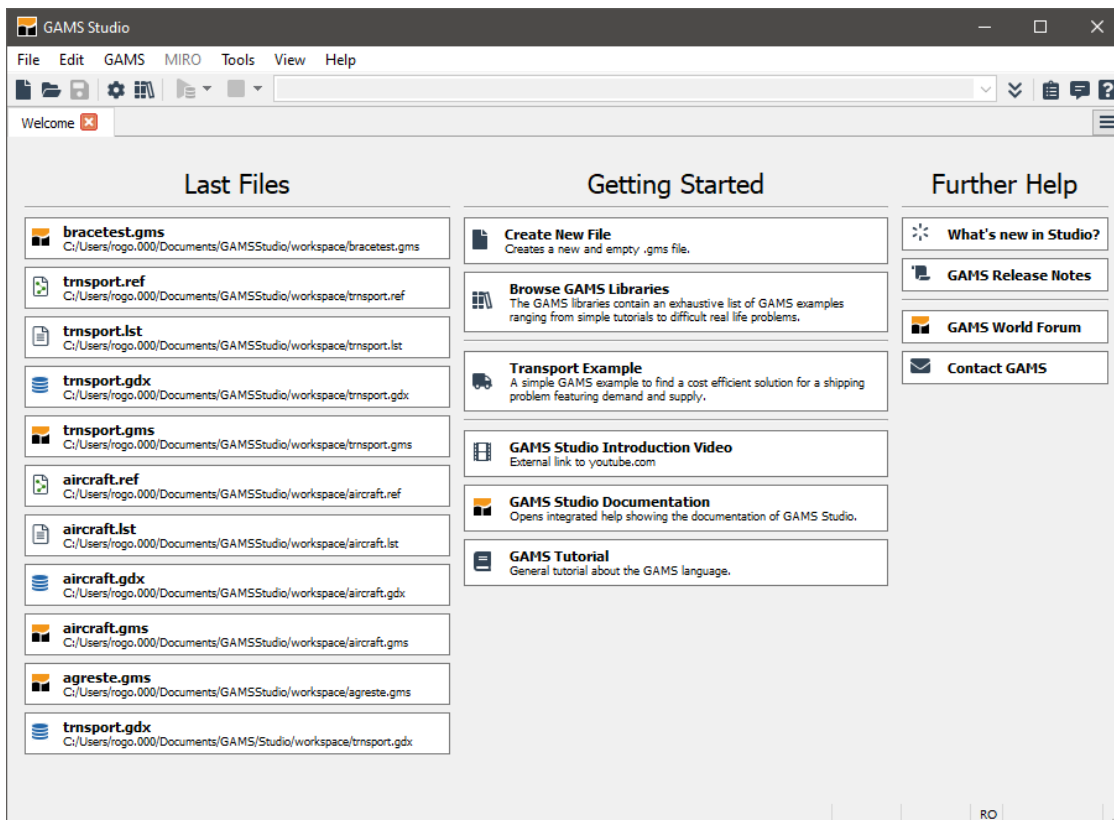 GAMS Studio
File Edit GAMS MIRO Tools View Help
Welcome
Last Files
bracetest.gms
C:/Users/rogo.000/Documents/GAMSStudio/workspace/bracetest.gms
trnsport.ref
C:/Users/rogo.000/Documents/GAMSStudio/workspace/trnsport.ref
trnsport.lst
C:/Users/rogo.000/Documents/GAMSStudio/workspace/trnsport.lst
trnsport.gdx
C:/Users/rogo.000/Documents/GAMSStudio/workspace/trnsport.gdx
trnsport.gms
C:/Users/rogo.000/Documents/GAMSStudio/workspace/trnsport.gms
aircraft.ref
C:/Users/rogo.000/Documents/GAMSStudio/workspace/aircraft.ref
aircraft.lst
C:/Users/rogo.000/Documents/GAMSStudio/workspace/aircraft.lst
aircraft.gdx
C:/Users/rogo.000/Documents/GAMSStudio/workspace/aircraft.gdx
aircraft.gms
C:/Users/rogo.000/Documents/GAMSStudio/workspace/aircraft.gms
agreste.gms
C:/Users/rogo.000/Documents/GAMSStudio/workspace/agreste.gms
trnsport.gdx
C:/Users/rogo.000/Documents/GAMS/Studio/workspace/trnsport.gdx
Getting Started
Create New File
Creates a new and empty .gms file.
Browse GAMS Libraries
The GAMS libraries contain an exhaustive list of GAMS examples
ranging from simple tutorials to difficult real life problems.
Transport Example
A simple GAMS example to find a cost efficient solution for a shipping
problem featuring demand and supply.
GAMS Studio Introduction Video
External link to youtube.com
GAMS Studio Documentation
Opens integrated help showing the documentation of GAMS Studio.
GAMS Tutorial
General tutorial about the GAMS language.
Further Help
What's new in Studio?
GAMS Release Notes
GAMS World Forum
Contact GAMS
RO